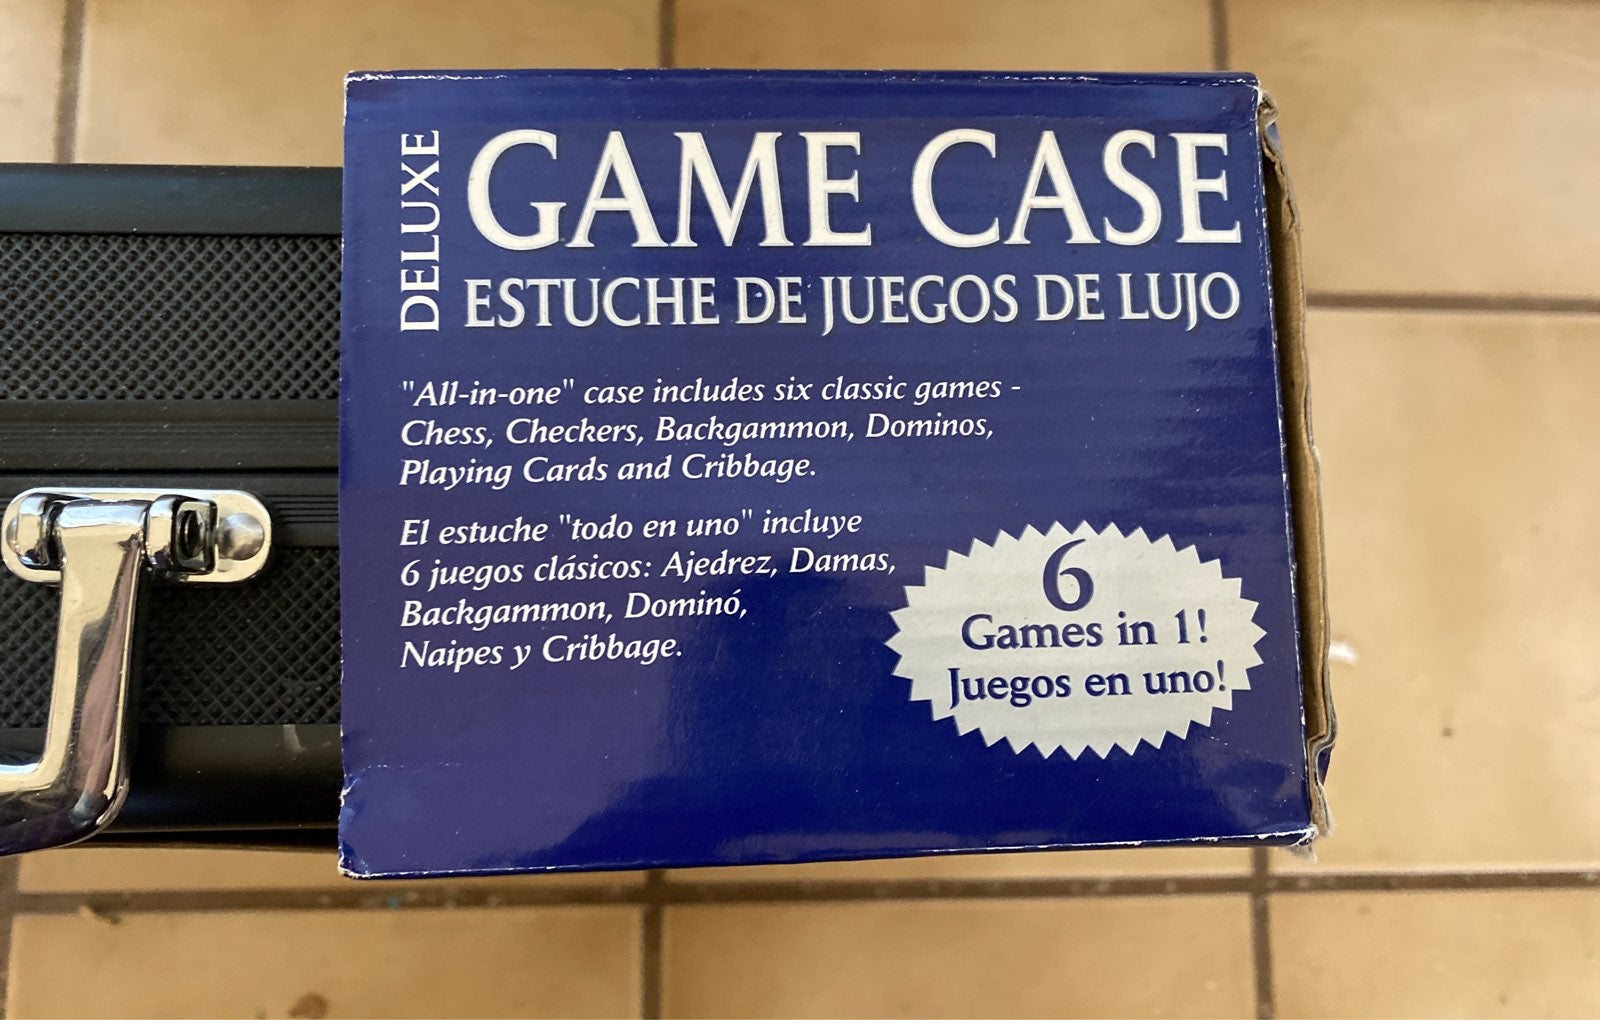 DELUXE
GAME CASE
ESTUCHE DE JUEGOS DE LUJO
"All-in-one" case includes six classic games -
Chess, Checkers, Backgammon, Dominos,
Playing Cards and Cribbage.
El estuche "todo en uno" incluye
6 juegos clásicos: Ajedrez, Damas,
Backgammon, Dominó,
Naipes y Cribbage.
6
Games in 1!
Juegos en uno!